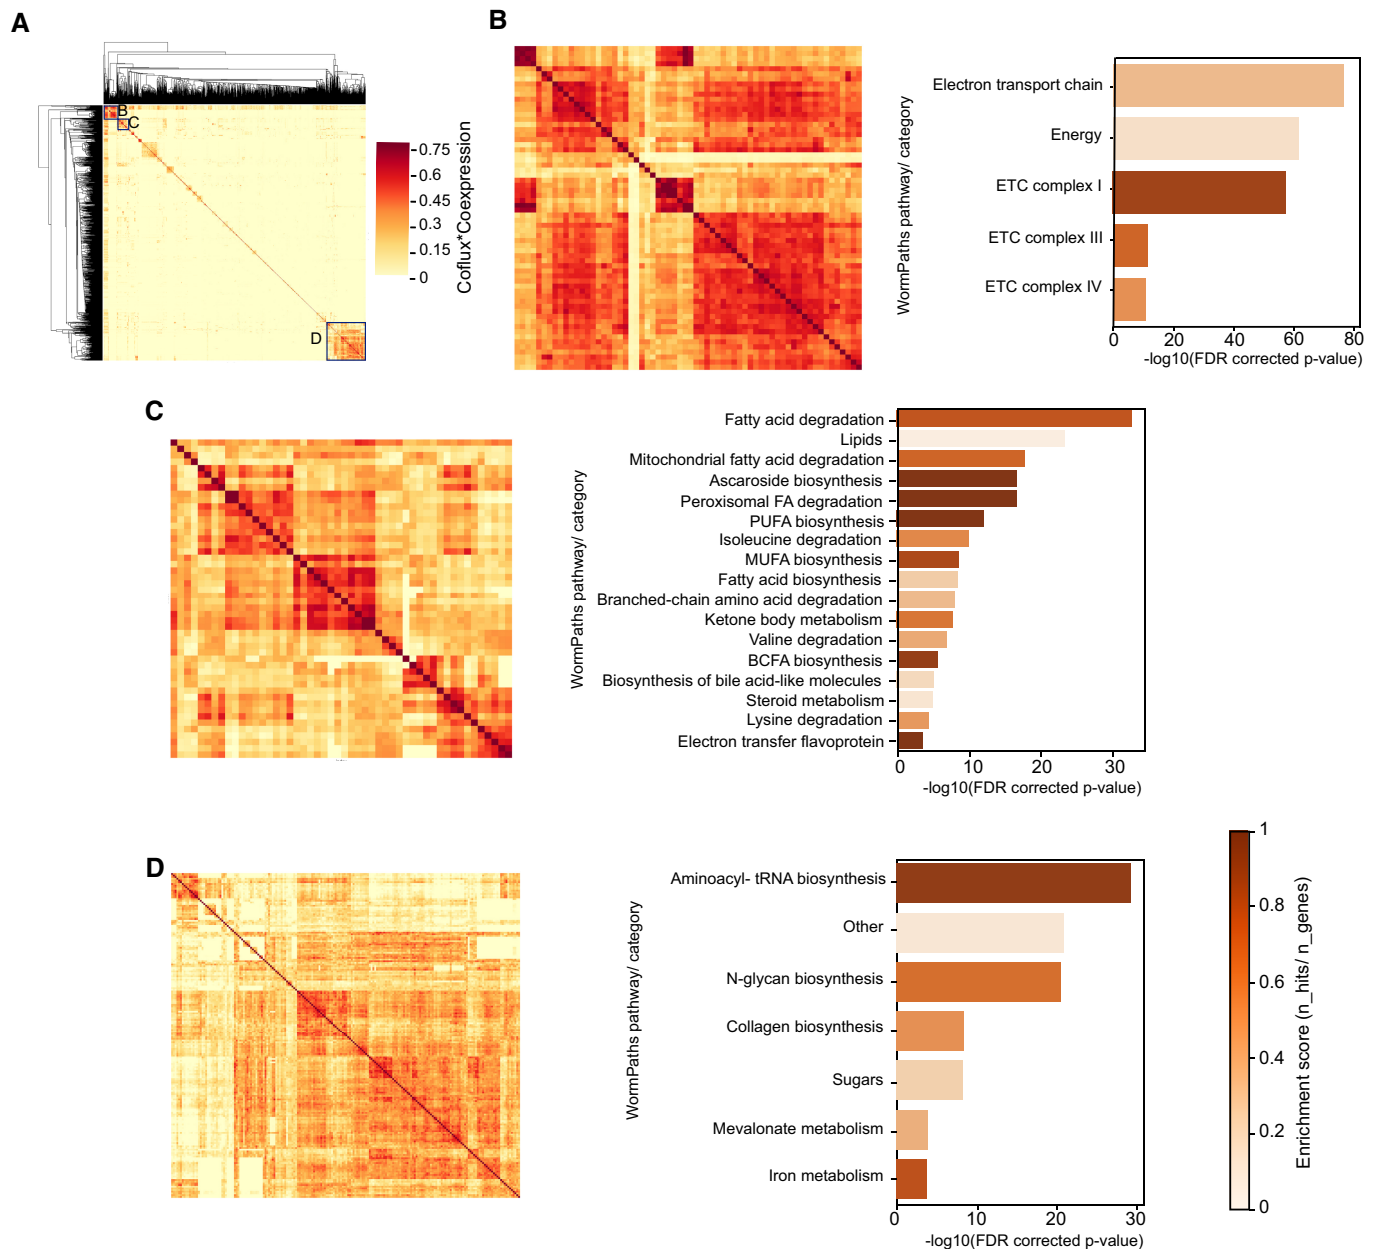 A
B
C
D
0.75
0.6
0.45
0.15
0
Coflux*Coexpression
B
WormPaths pathway/ category
Electron transport chain
Energy
ETC complex I
ETC complex III
ETC complex IV
0 20 40 60 80
-log10(FDR corrected p-value)
C
WormPaths pathway/ category
Fatty acid degradation
Lipids
Mitochondrial fatty acid degradation
Ascaroside biosynthesis
Peroxisomal FA degradation
PUFA biosynthesis
Isoleucine degradation
MUFA biosynthesis
Fatty acid biosynthesis
Branched-chain amino acid degradation
Ketone body metabolism
Valine degradation
BCFA biosynthesis
Biosynthesis of bile acid-like molecules
Steroid metabolism
Lysine degradation
Electron transfer flavoprotein
0 10 20 30
-log10(FDR corrected p-value)
D
WormPaths pathway/ category
Aminoacyl- tRNA biosynthesis
Other
N-glycan biosynthesis
Collagen biosynthesis
Sugars
Mevalonate metabolism
Iron metabolism
0 10 20 30
-log10(FDR corrected p-value)
1
0.8
0.6
0.4
0.2
0
Enrichment score (n_hits/ n_genes)